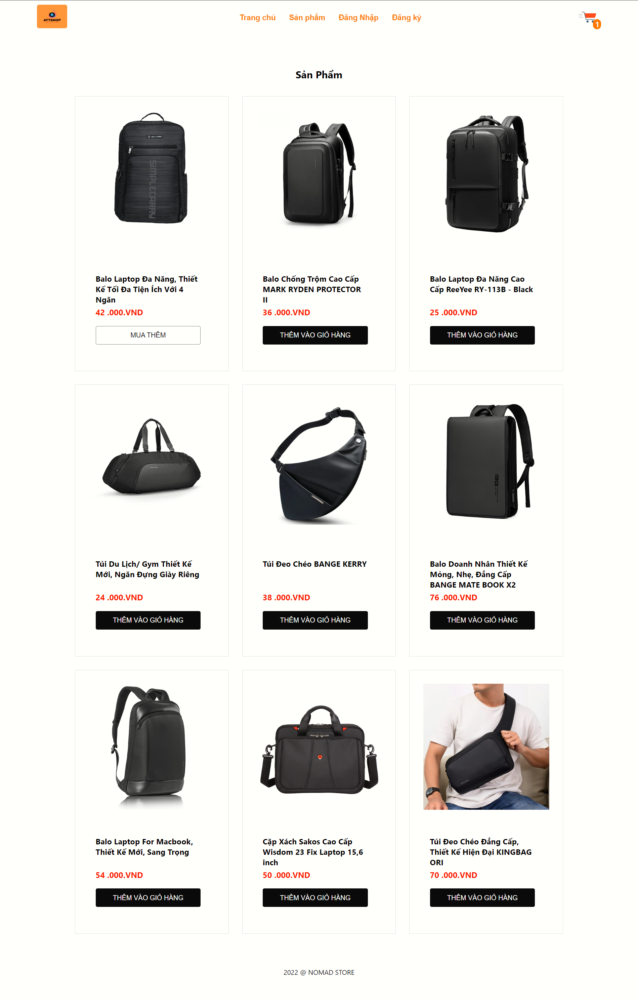 ATTSHOP
Trang chủ Sản phẩm Đăng Nhập Đăng ký
1
Sản Phẩm
SIMPLECARRY
SIMPLECARRY
Balo Laptop Đa Năng, Thiết
Kế Tối Đa Tiện Ích Với 4
Ngăn
42 .000.VND
MUA THÊM
Balo Chống Trộm Cao Cấp
MARK RYDEN PROTECTOR
II
36 .000.VND
THÊM VÀO GIỎ HÀNG
Balo Laptop Đa Năng Cao
Cấp ReeYee RY-113B - Black
25 .000.VND
THÊM VÀO GIỎ HÀNG
Túi Du Lịch/ Gym Thiết Kế
Mới, Ngăn Đựng Giày Riêng
24 .000.VND
THÊM VÀO GIỎ HÀNG
Túi Đeo Chéo BANGE KERRY
38 .000.VND
THÊM VÀO GIỎ HÀNG
BG
Balo Doanh Nhân Thiết Kế
Mỏng, Nhẹ, Đẳng Cấp
BANGE MATE BOOK X2
76 .000.VND
THÊM VÀO GIỎ HÀNG
Balo Laptop For Macbook,
Thiết Kế Mới, Sang Trọng
54 .000.VND
THÊM VÀO GIỎ HÀNG
Cặp Xách Sakos Cao Cấp
Wisdom 23 Fix Laptop 15,6
inch
50 .000.VND
THÊM VÀO GIỎ HÀNG
Túi Đeo Chéo Đẳng Cấp,
Thiết Kế Hiện Đại KINGBAG
ORI
70 .000.VND
THÊM VÀO GIỎ HÀNG
2022 @ NOMAD STORE